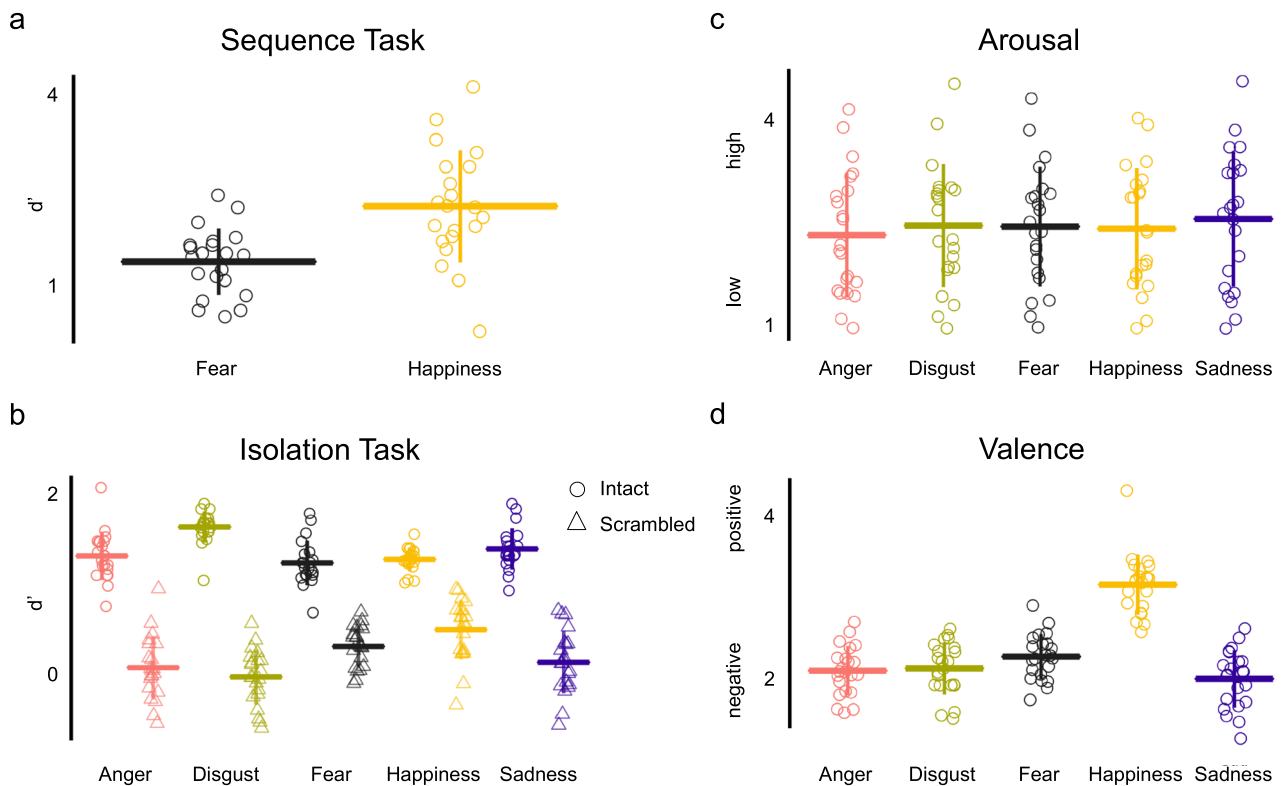 a
Sequence Task
4
d'
1
Fear Happiness
b
Isolation Task
2
d'
0
Intact
Scrambled
Anger Disgust Fear Happiness Sadness
c
Arousal
4
high
low
1
Anger Disgust Fear Happiness Sadness
d
Valence
positive
4
negative
2
Anger Disgust Fear Happiness Sadness